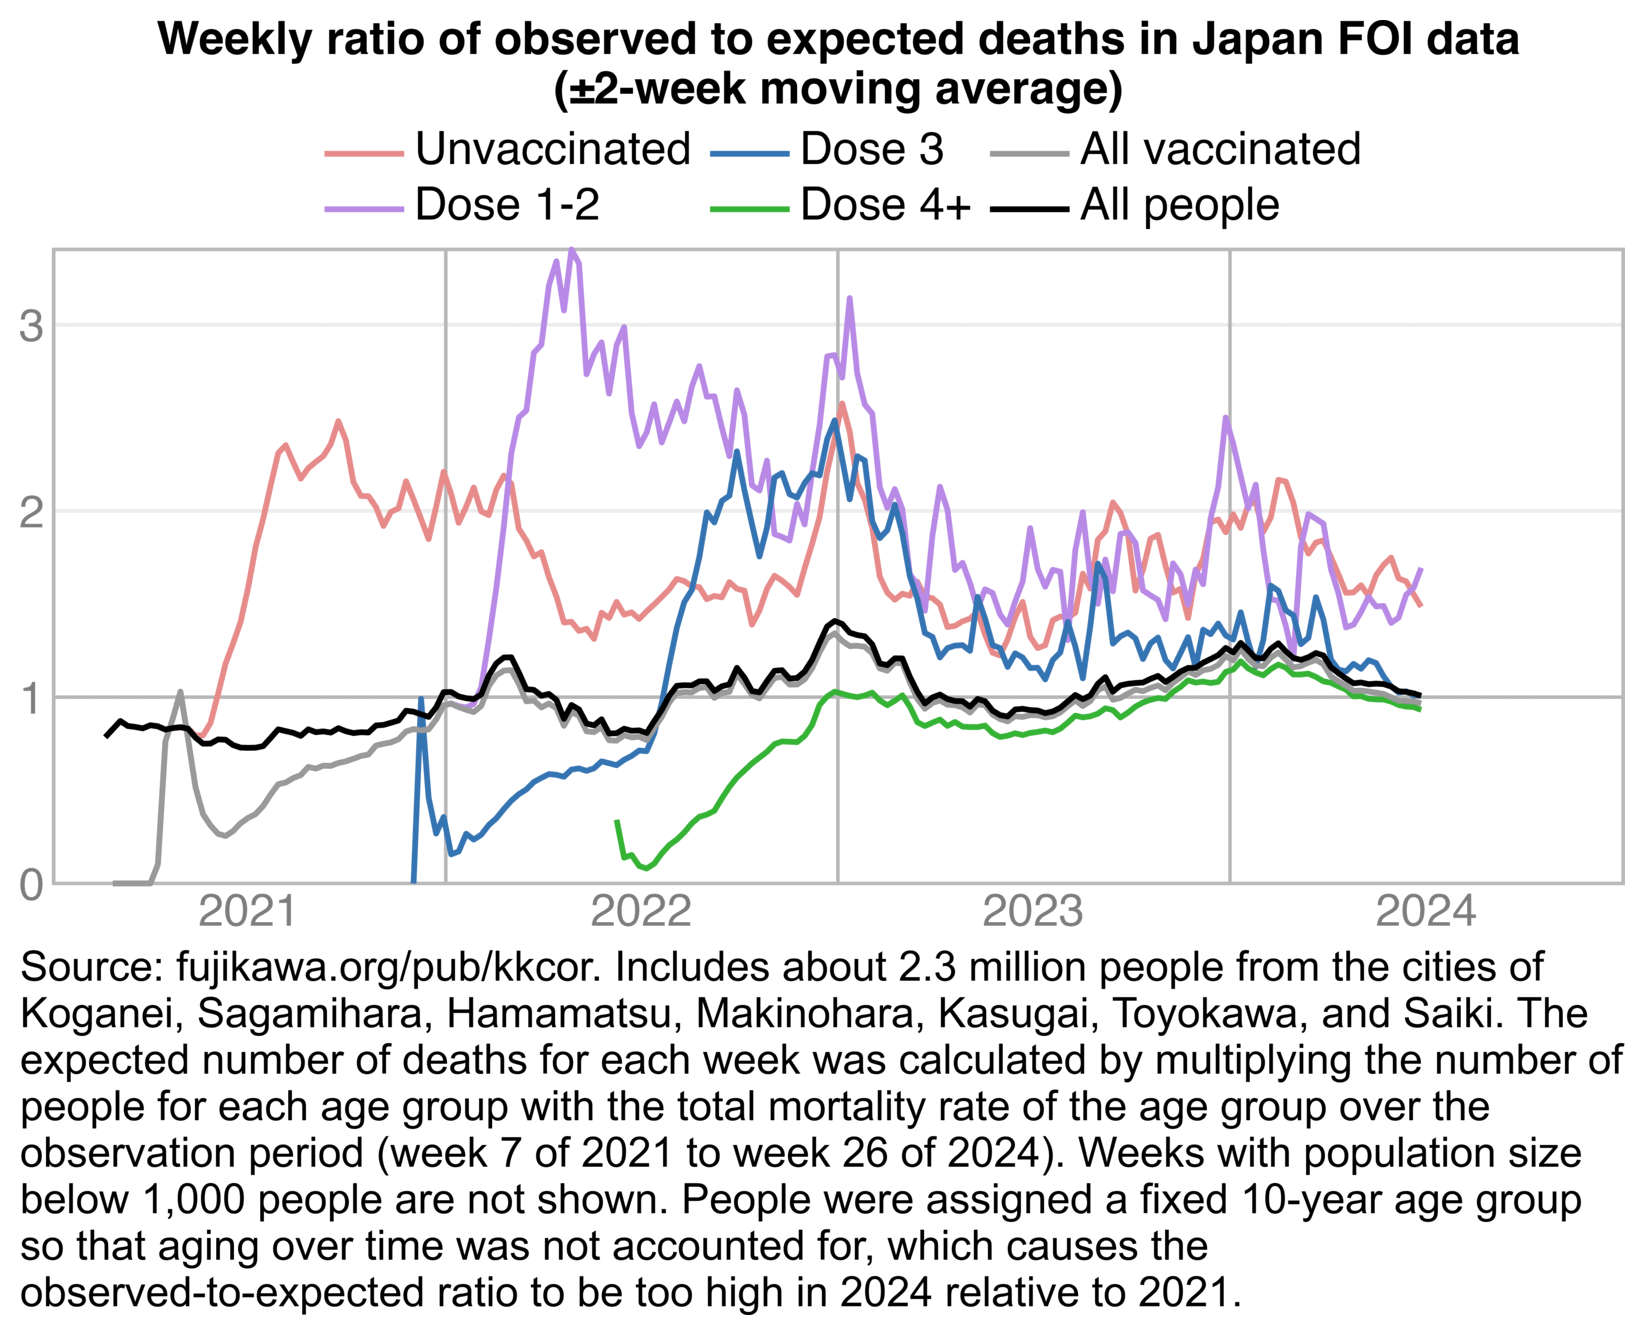 Weekly ratio of observed to expected deaths in Japan FOI data
(±2-week moving average)
Unvaccinated Dose 3 All vaccinated
Dose 1-2 Dose 4+ All people
3
2
1
0
2021 2022 2023 2024
Source: fujikawa.org/pub/kkcor. Includes about 2.3 million people from the cities of
Koganei, Sagamihara, Hamamatsu, Makinohara, Kasugai, Toyokawa, and Saiki. The
expected number of deaths for each week was calculated by multiplying the number of
people for each age group with the total mortality rate of the age group over the
observation period (week 7 of 2021 to week 26 of 2024). Weeks with population size
below 1,000 people are not shown. People were assigned a fixed 10-year age group
so that aging over time was not accounted for, which causes the
observed-to-expected ratio to be too high in 2024 relative to 2021.